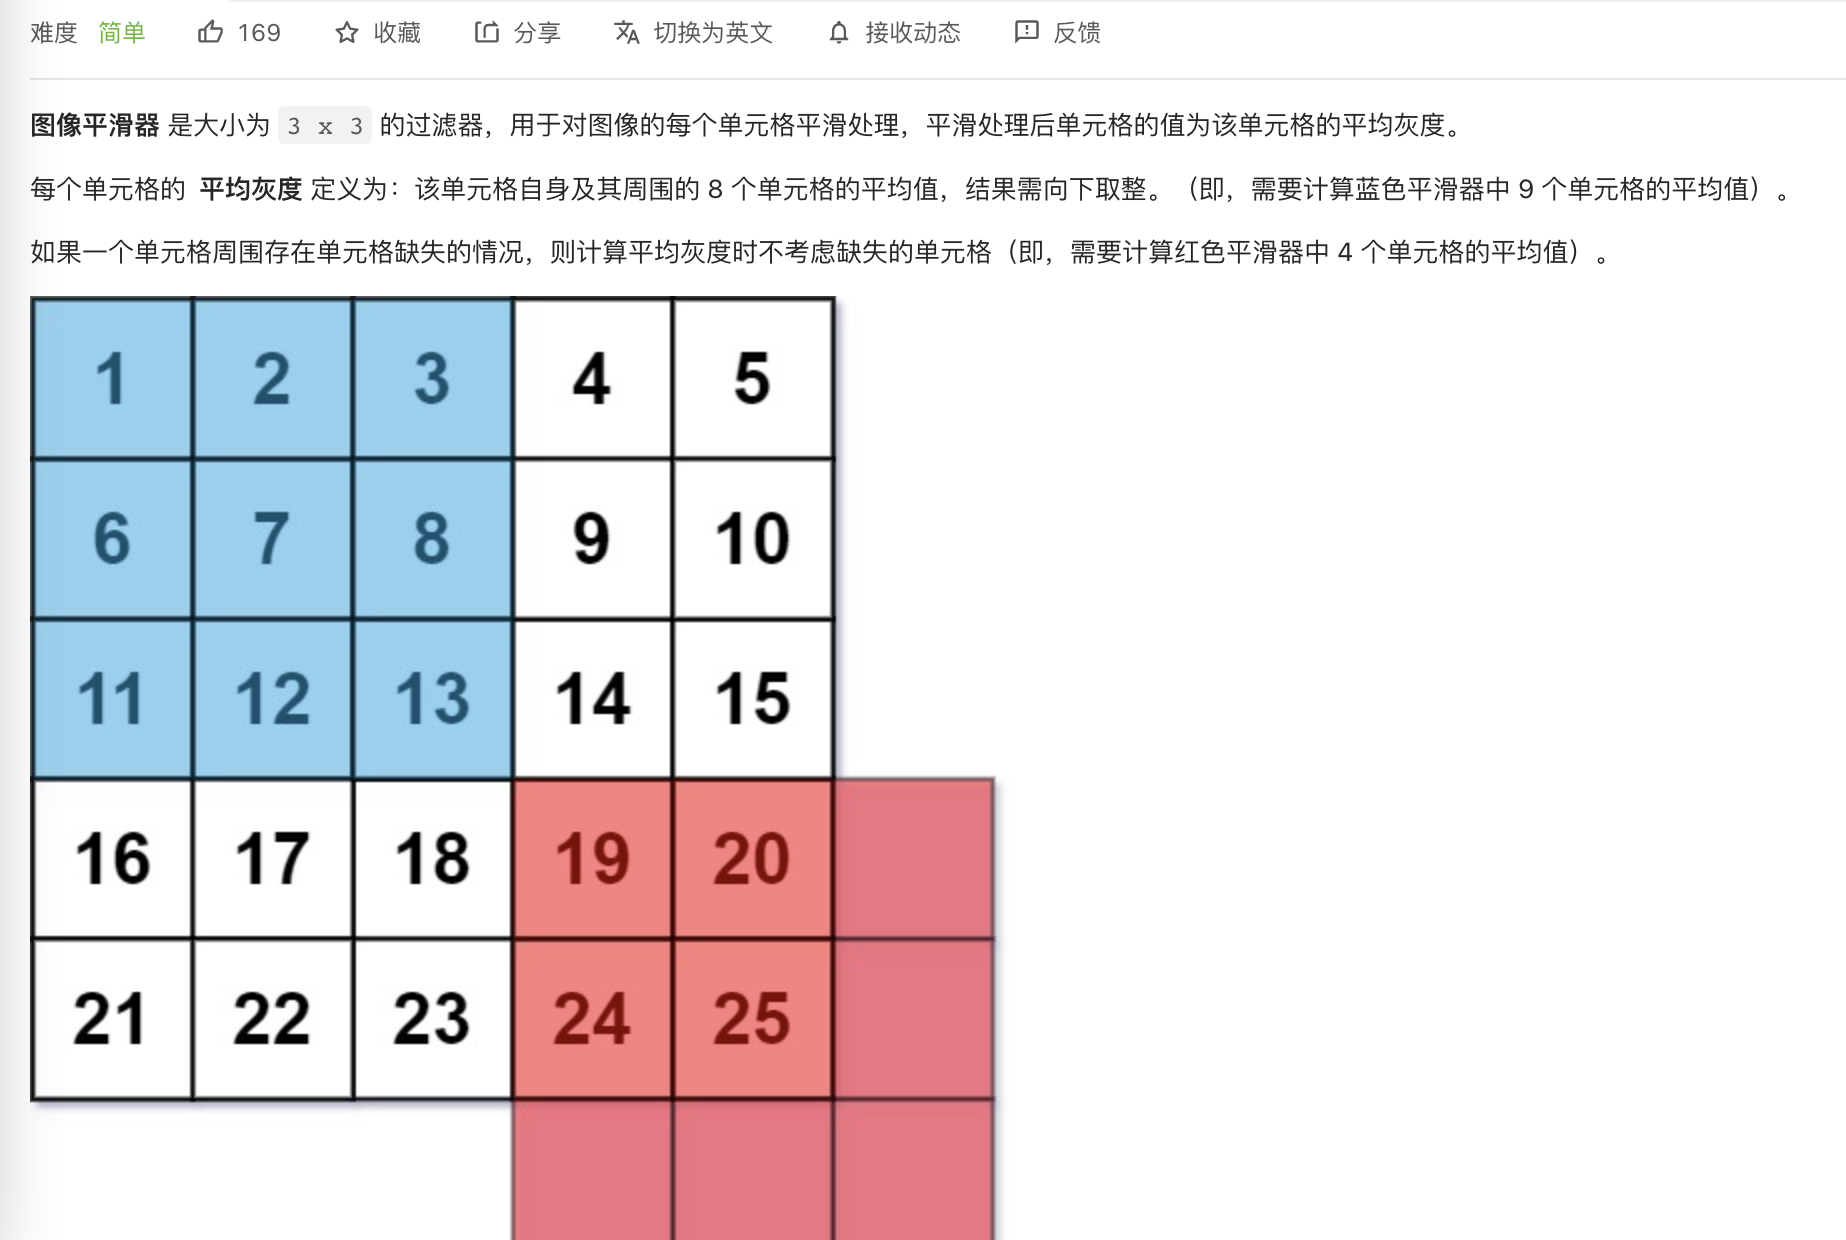 难度 简单 169 收藏 分享 切换为英文 接收动态 反馈
图像平滑器 是大小为 3 x 3 的过滤器，用于对图像的每个单元格平滑处理，平滑处理后单元格的值为该单元格的平均灰度。
每个单元格的 平均灰度 定义为：该单元格自身及其周围的 8 个单元格的平均值，结果需向下取整。（即，需要计算蓝色平滑器中 9 个单元格的平均值）。
如果一个单元格周围存在单元格缺失的情况，则计算平均灰度时不考虑缺失的单元格（即，需要计算红色平滑器中 4 个单元格的平均值）。
1 2 3 4 5
6 7 8 9 10
11 12 13 14 15
16 17 18 19 20
21 22 23 24 25